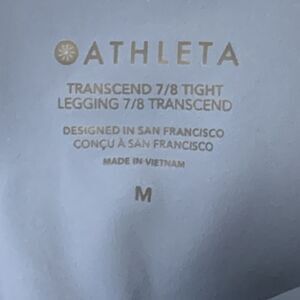 ATHLETA
TRANSCEND 7/8 TIGHT
LEGGING 7/8 TRANSCEND
DESIGNED IN SAN FRANCISCO
CONÇU À SAN FRANCISCO
MADE IN VIETNAM
M